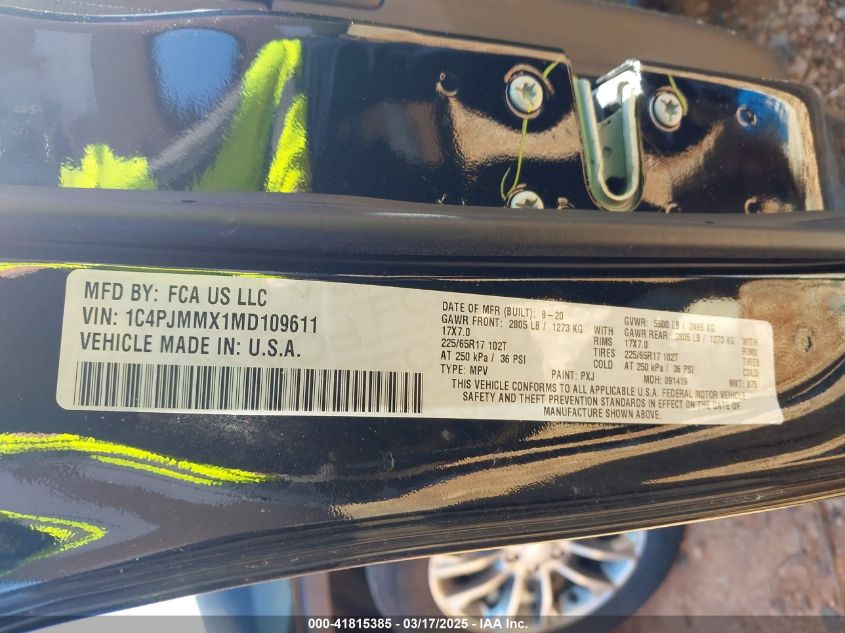 MFD BY: FCA US LLC
VIN: 1C4PJMMX1MD109611
VEHICLE MADE IN: U.S.A.
DATE OF MFR (BUILT): 9-20 GVWR: 5500 LB / 2495 KG
GAWR FRONT: 2805 LB / 1273 KG WITH GAWR REAR: 2805 LB / 1273 KG WITH
17X7.0 RIMS 17X7.0 RIMS
225/65R17 102T TIRES 225/65R17 102T TIRES
AT 250 kPa / 36 PSI COLD AT 250 kPa / 36 PSI COLD
TYPE: MPV PAINT: PXJ MDH: 091419 MKT: 875
THIS VEHICLE CONFORMS TO ALL APPLICABLE U.S.A. FEDERAL MOTOR VEHICLE
SAFETY AND THEFT PREVENTION STANDARDS IN EFFECT ON THE DATE OF
MANUFACTURE SHOWN ABOVE.
000-41815385 - 03/17/2025 - IAA Inc.